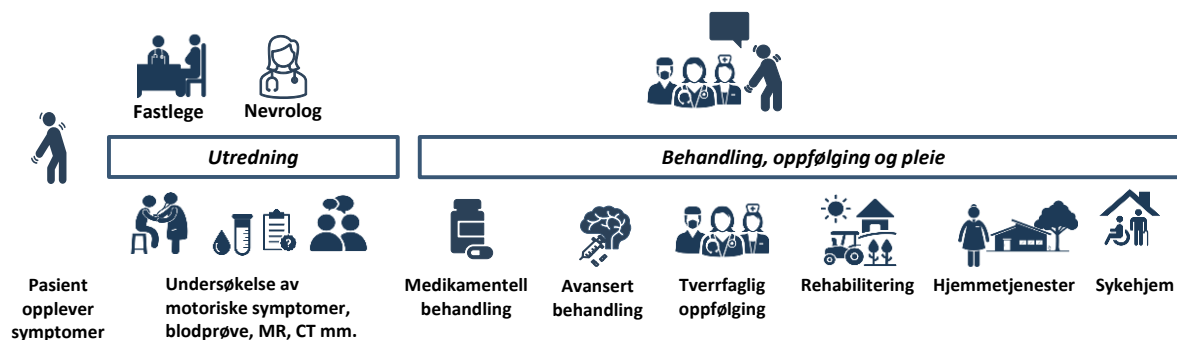 Fastlege
Nevrolog
Utredning
Behandling, oppfølging og pleie
Pasient
opplever
symptomer
Undersøkelse av
motoriske symptomer,
blodprøve, MR, CT mm.
Medikamentell
behandling
Avansert
behandling
Tverrfaglig
oppfølging
Rehabilitering
Hjemmetjenester
Sykehjem